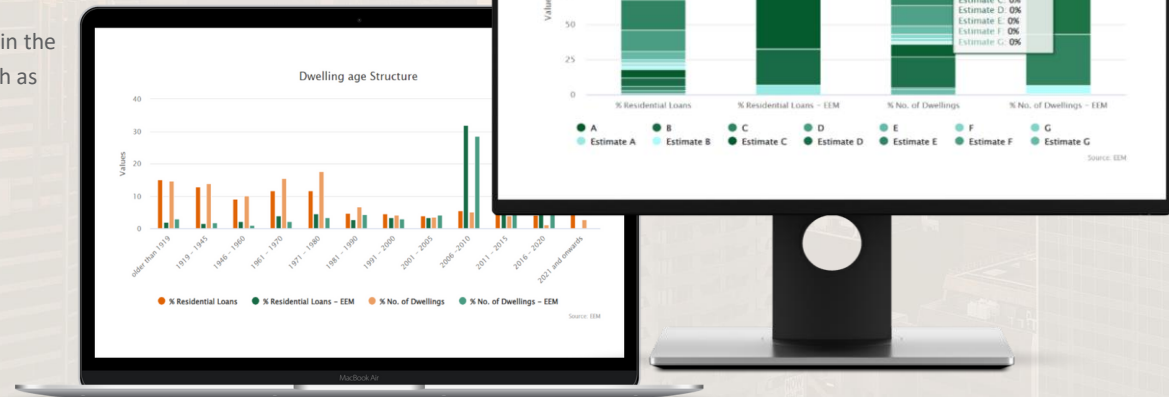 in the
h as
Dwelling age Structure
Values
40
30
20
10
0
older than 1919
1919 - 1945
1946 - 1960
1961 - 1970
1971 - 1980
1981 - 1990
1991 - 2000
2001 - 2005
2006 -2010
2011 - 2015
2016 - 2020
2021 and onwards
% Residential Loans
% Residential Loans - EEM
% No. of Dwellings
% No. of Dwellings - EEM
Source: EEM
MacBook Air
50
25
0
Estimate D: 0%
Estimate E: 0%
Estimate F: 0%
Estimate G: 0%
% Residential Loans
% Residential Loans - EEM
% No. of Dwellings
% No. of Dwellings - EEM
A
B
C
D
E
F
G
Estimate A
Estimate B
Estimate C
Estimate D
Estimate E
Estimate F
Estimate G
Source: EEM